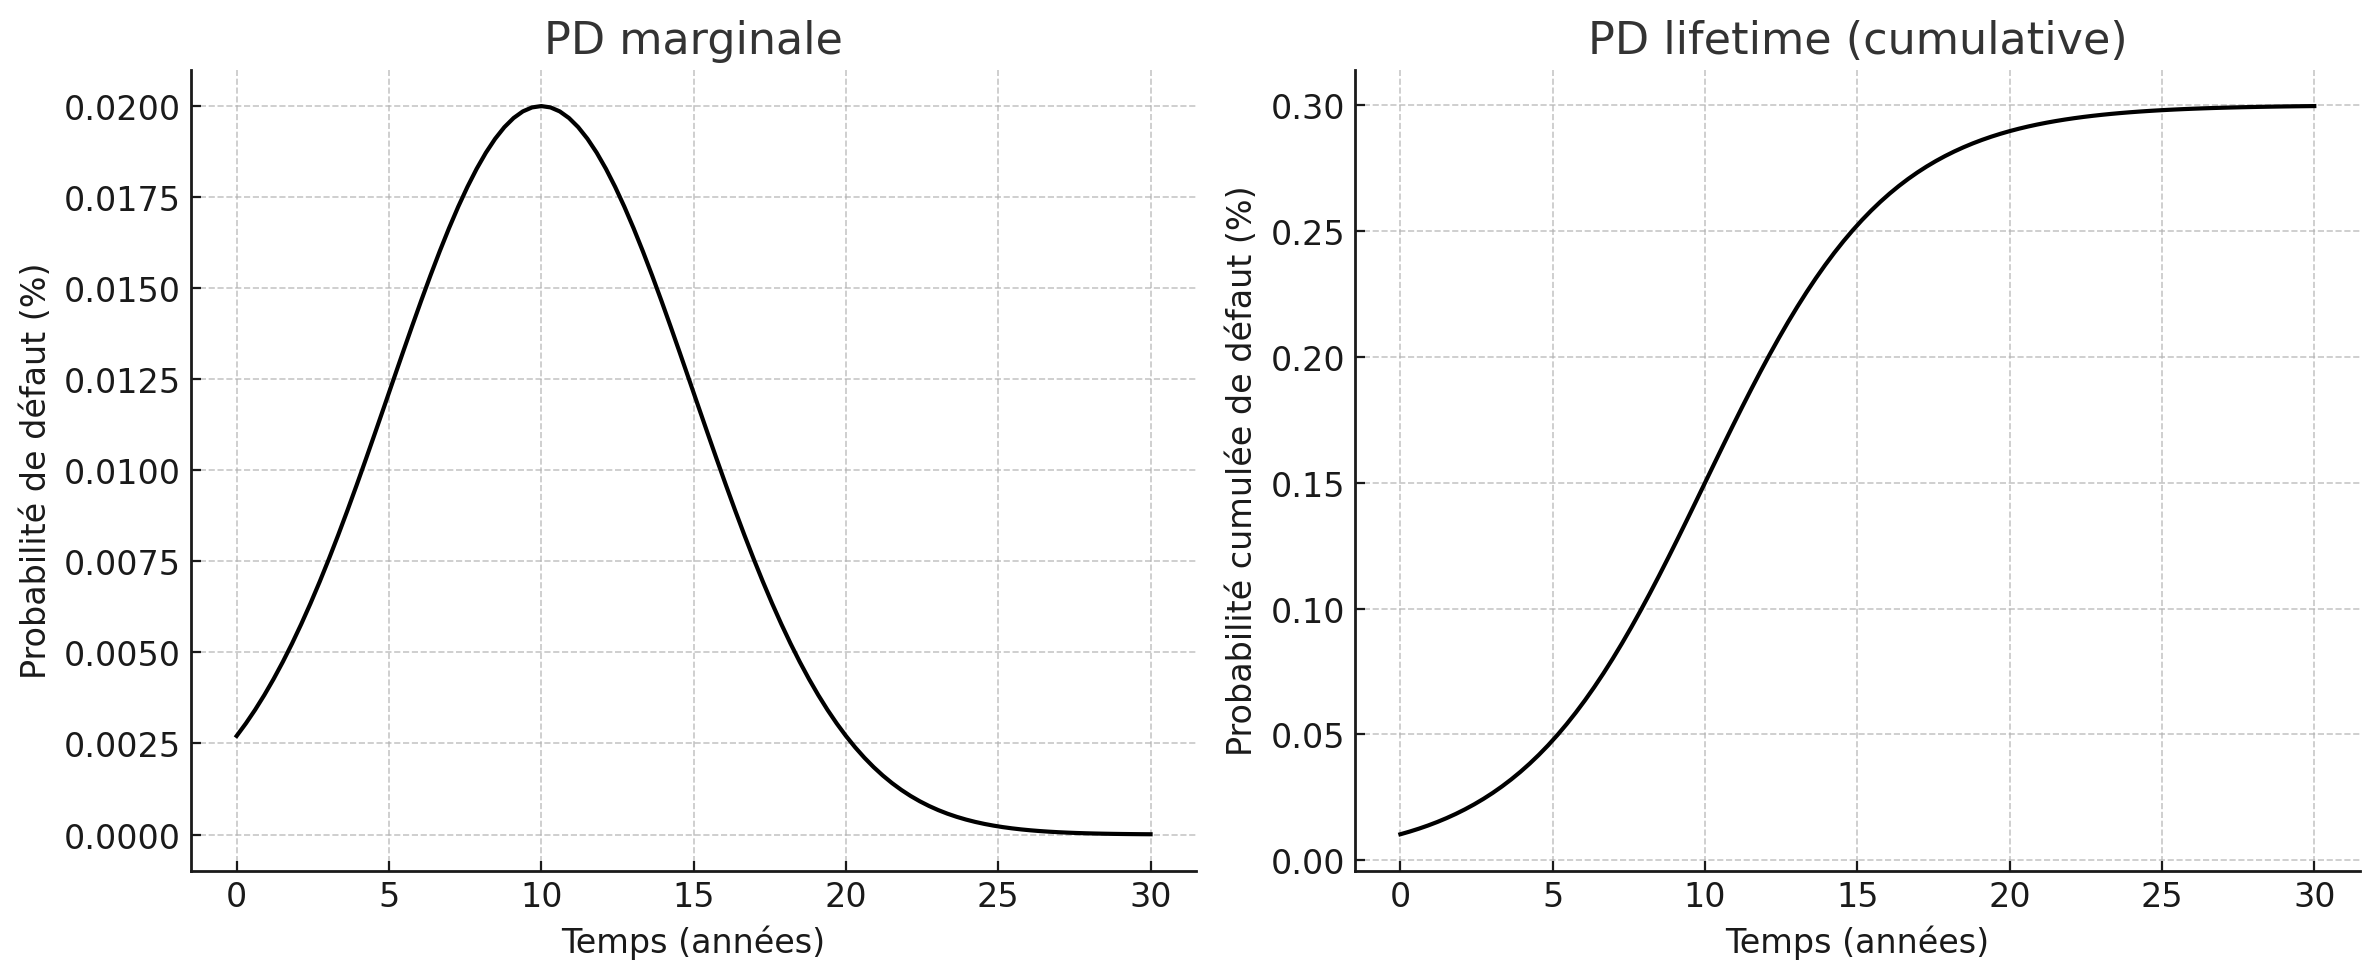 PD marginale
Probabilité de défaut (%)
0.0200
0.0175
0.0150
0.0125
0.0100
0.0075
0.0050
0.0025
0.0000
0 5 10 15 20 25 30
Temps (années)
PD lifetime (cumulative)
Probabilité cumulée de défaut (%)
0.30
0.25
0.20
0.15
0.10
0.05
0.00
0 5 10 15 20 25 30
Temps (années)